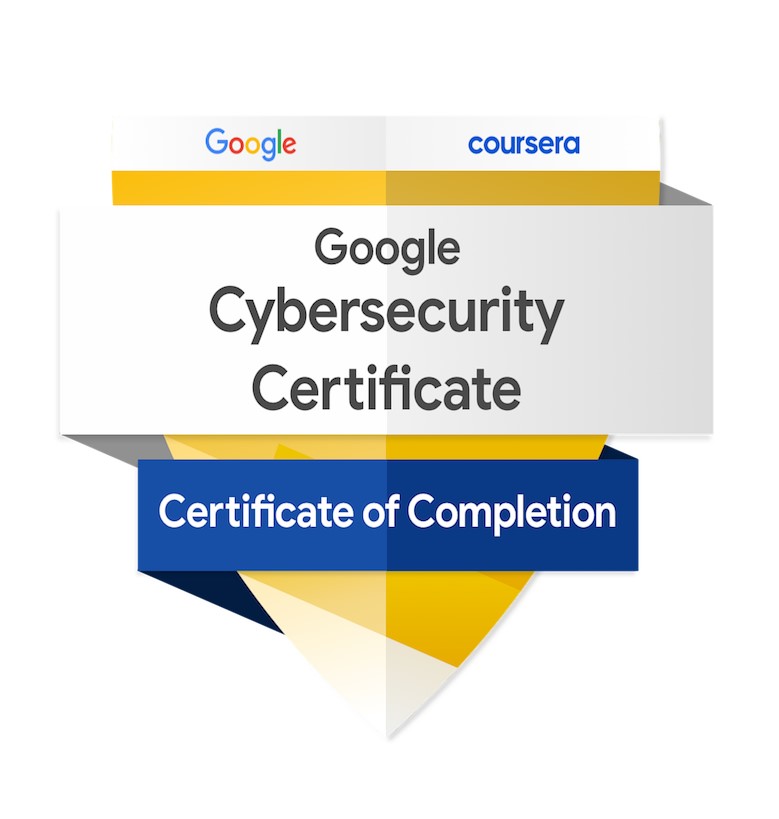 Google coursera
Google
Cybersecurity
Certificate
Certificate of Completion